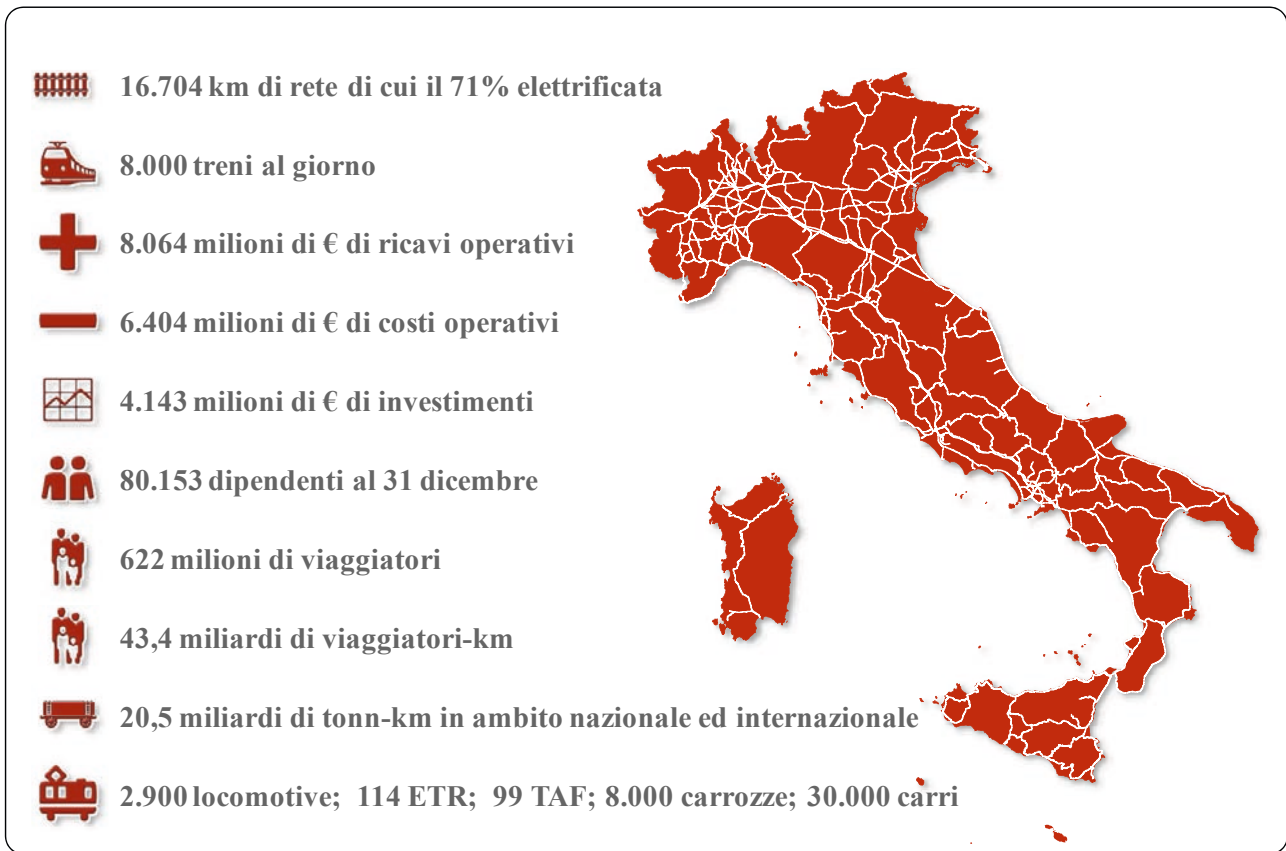 16.704 km di rete di cui il 71% elettrificata
8.000 treni al giorno
8.064 milioni di € di ricavi operativi
6.404 milioni di € di costi operativi
4.143 milioni di € di investimenti
80.153 dipendenti al 31 dicembre
622 milioni di viaggiatori
43,4 miliardi di viaggiatori-km
20,5 miliardi di tonn-km in ambito nazionale ed internazionale
2.900 locomotive; 114 ETR; 99 TAF; 8.000 carrozze; 30.000 carri